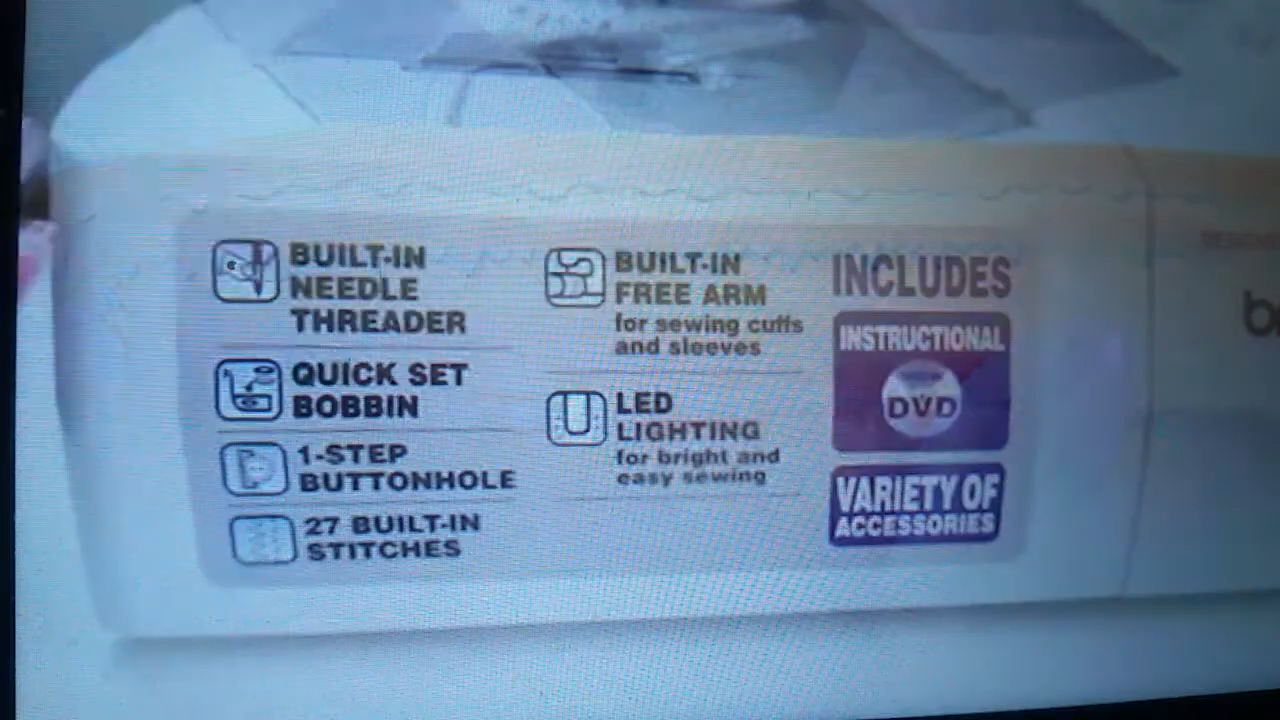 BUILT-IN
NEEDLE
THREADER
QUICK SET
BOBBIN
1-STEP
BUTTONHOLE
27 BUILT-IN
STITCHES
BUILT-IN
FREE ARM
for sewing cuffs
and sleeves
LED
LIGHTING
for bright and
easy sewing
INCLUDES
INSTRUCTIONAL
DVD
VARIETY OF
ACCESSORIES